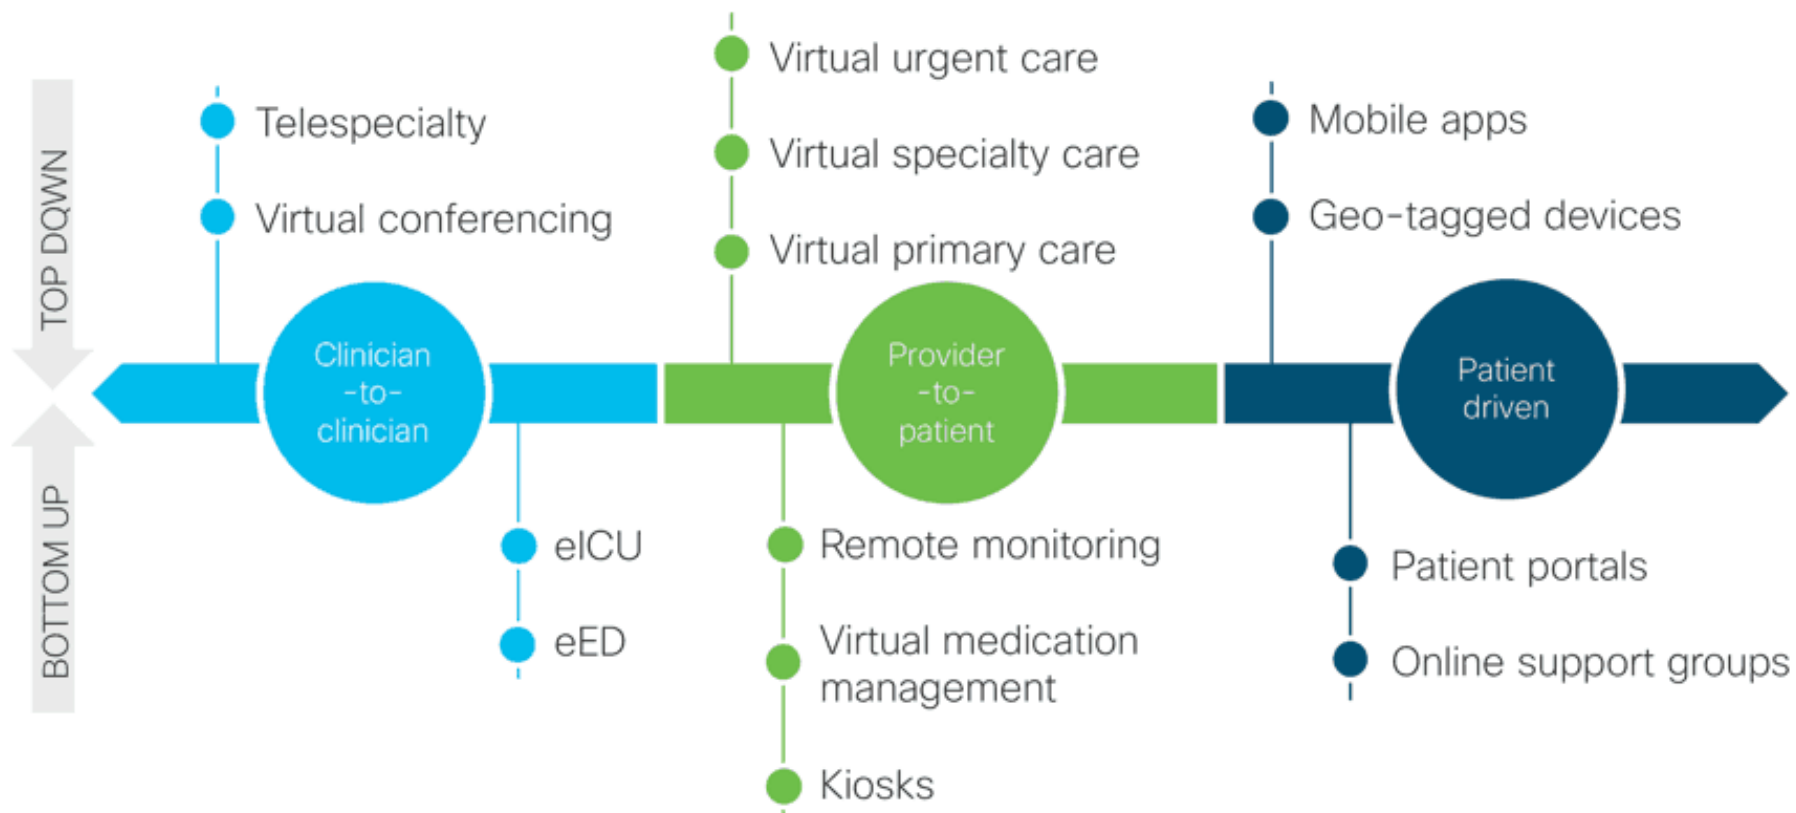 TOP DQWN
BOTTOM UP
Telespecialty
Virtual conferencing
Clinician
-to-
clinician
eICU
eED
Virtual urgent care
Virtual specialty care
Virtual primary care
Provider
-to-
patient
Remote monitoring
Virtual medication
management
Kiosks
Mobile apps
Geo-tagged devices
Patient
driven
Patient portals
Online support groups